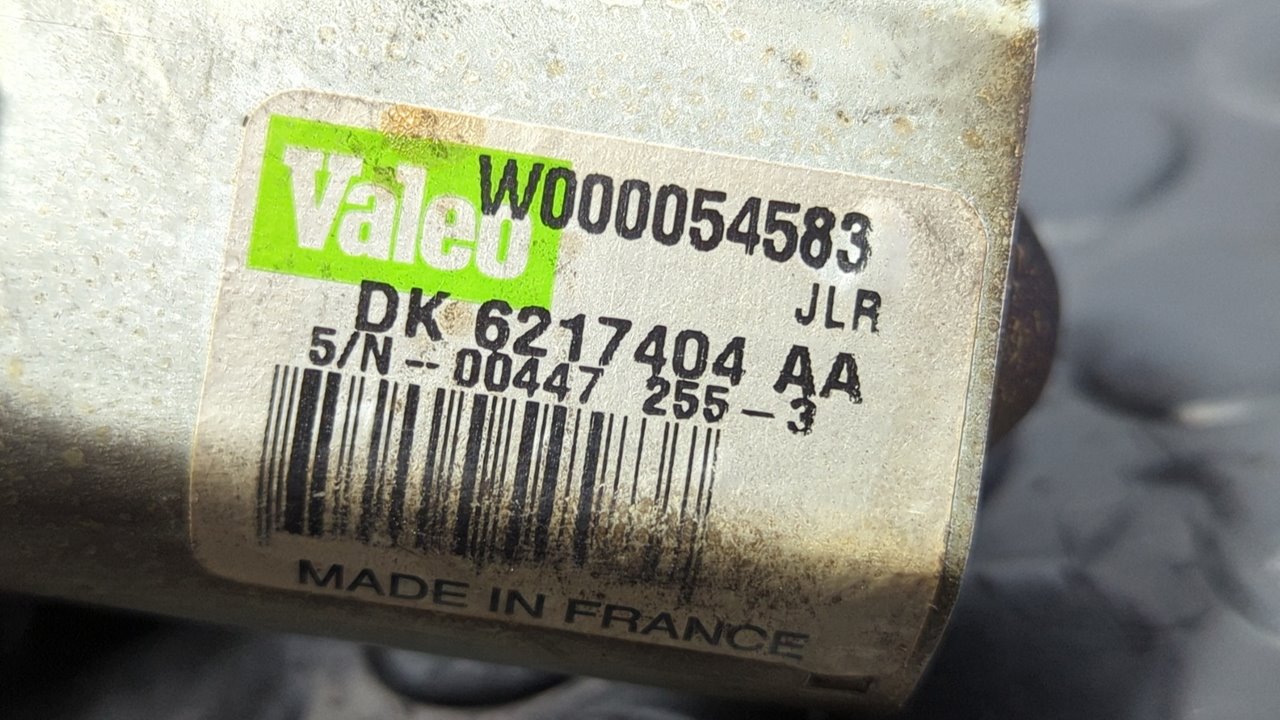 Valeo W000054583
JLR
DK 6217404 AA
S/N -- 00447 255 - 3
MADE IN FRANCE